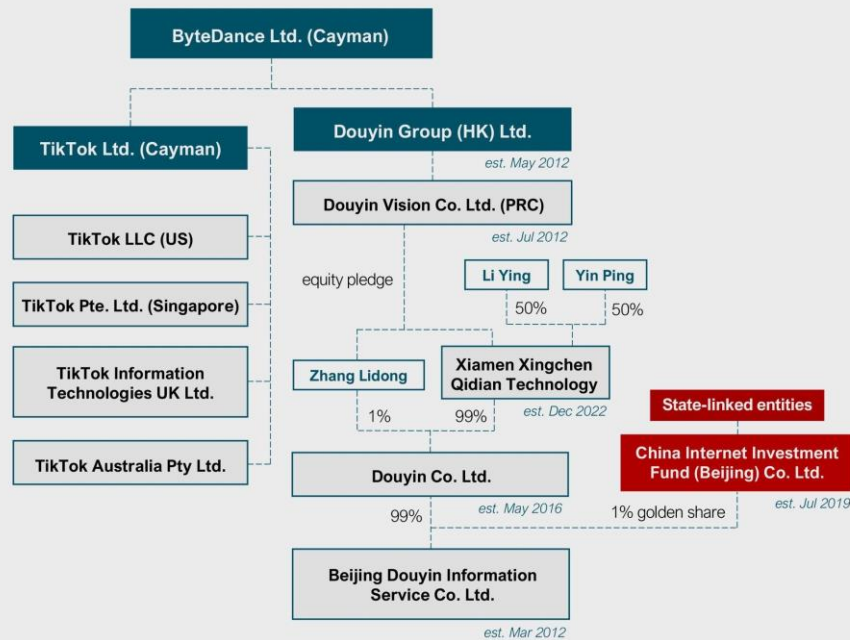 ByteDance Ltd. (Cayman)
TikTok Ltd. (Cayman)
Douyin Group (HK) Ltd.
est. May 2012
Douyin Vision Co. Ltd. (PRC)
est. Jul 2012
TikTok LLC (US)
TikTok Pte. Ltd. (Singapore)
TikTok Information
Technologies UK Ltd.
TikTok Australia Pty Ltd.
equity pledge
Li Ying
Yin Ping
50%
50%
Zhang Lidong
Xiamen Xingchen
Qidian Technology
est. Dec 2022
1%
99%
State-linked entities
China Internet Investment
Fund (Beijing) Co. Ltd.
est. Jul 2019
Douyin Co. Ltd.
est. May 2016
99%
1% golden share
Beijing Douyin Information
Service Co. Ltd.
est. Mar 2012